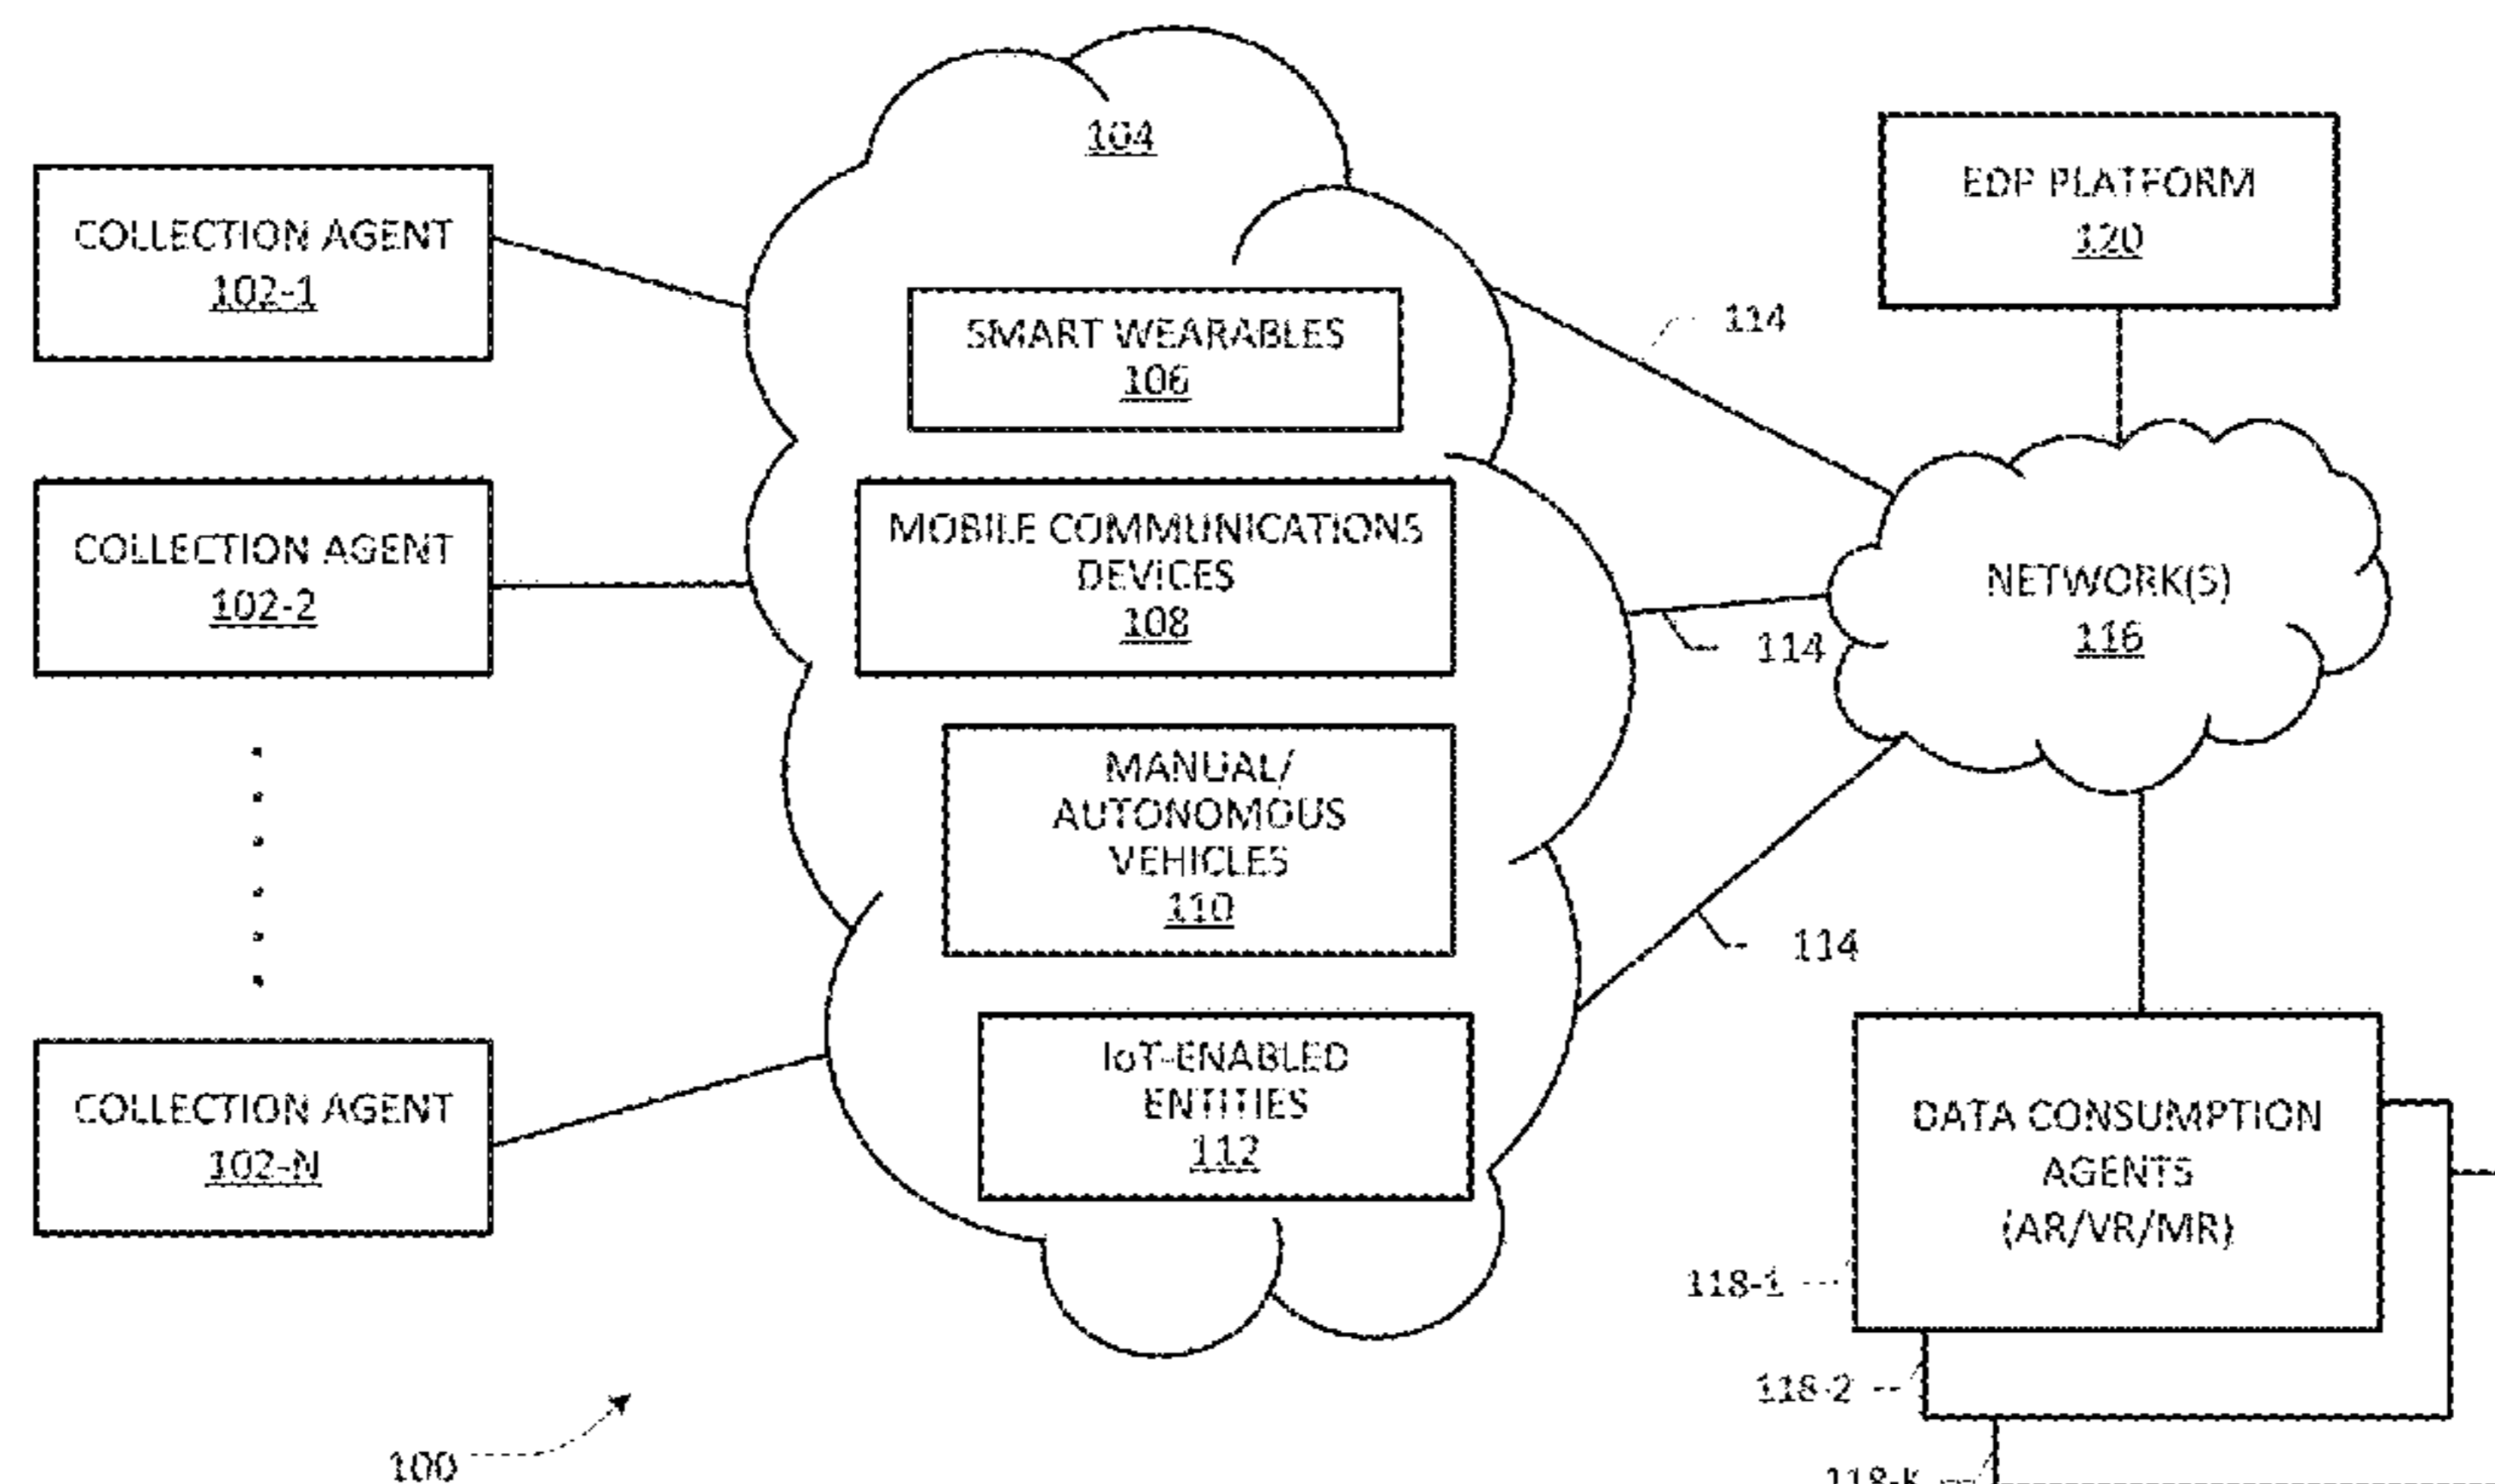 COLLECTION AGENT
102-1
COLLECTION AGENT
102-2
COLLECTION AGENT
102-N
100
104
SMART WEARABLES
106
MOBILE COMMUNICATIONS
DEVICES
108
MANUAL/
AUTONOMOUS
VEHICLES
110
IoT-ENABLED
ENTITIES
112
114
114
114
EDP PLATFORM
120
NETWORK(S)
116
DATA CONSUMPTION
AGENTS
(AR/VR/MR)
118-1
118-2
118-K